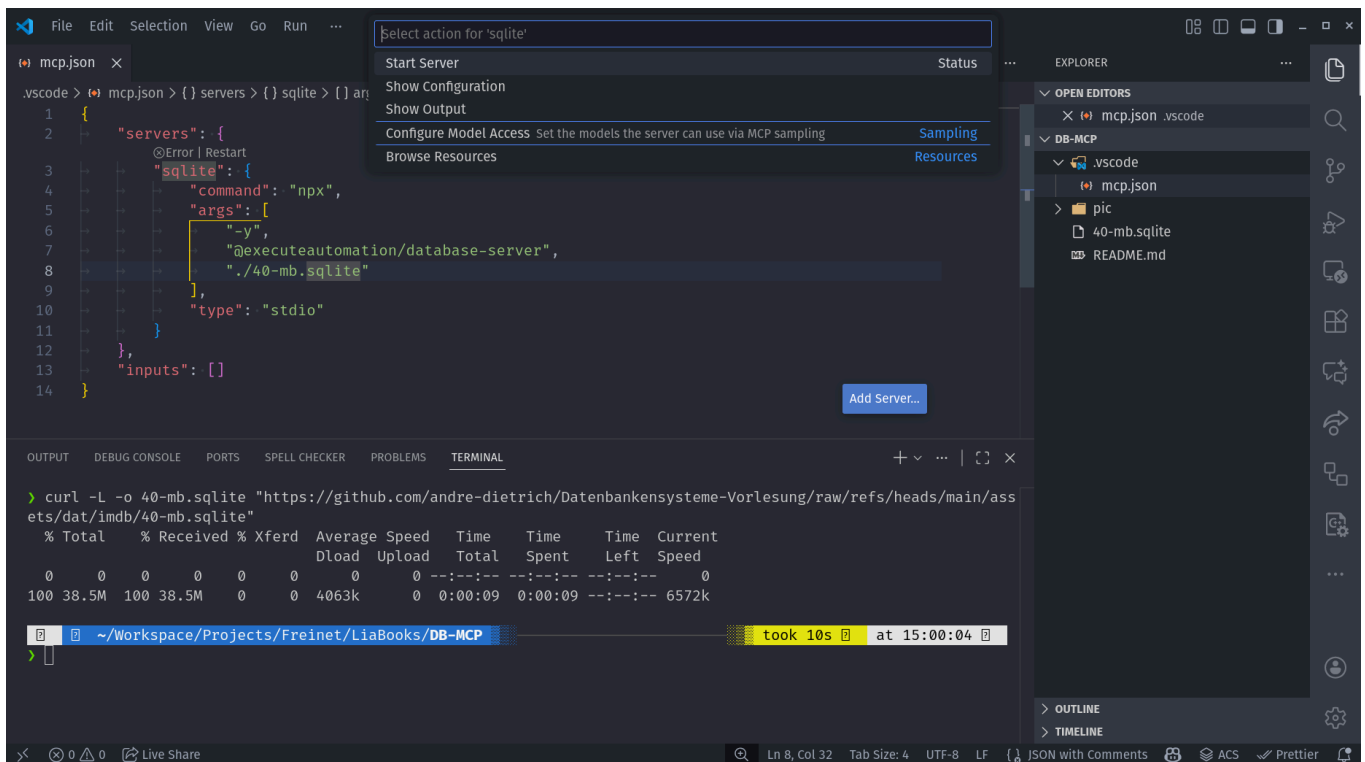 File Edit Selection View Go Run ···
Select action for 'sqlite'
Start Server Status
Show Configuration
Show Output
Configure Model Access Set the models the server can use via MCP sampling Sampling
Browse Resources Resources
mcp.json
.vscode > mcp.json > { } servers > { } sqlite > [ ] arg
1 {
2 "servers": {
Error | Restart
3 "sqlite": {
4 "command": "npx",
5 "args": [
6 "-y",
7 "@executeautomation/database-server",
8 "./40-mb.sqlite"
9 ],
10 "type": "stdio"
11 }
12 },
13 "inputs": []
14 }
Add Server...
EXPLORER ···
OPEN EDITORS
mcp.json .vscode
DB-MCP
.vscode
mcp.json
pic
40-mb.sqlite
README.md
OUTLINE
TIMELINE
OUTPUT DEBUG CONSOLE PORTS SPELL CHECKER PROBLEMS TERMINAL
❯ curl -L -o 40-mb.sqlite "https://github.com/andre-dietrich/Datenbankensysteme-Vorlesung/raw/refs/heads/main/ass
ets/dat/imdb/40-mb.sqlite"
% Total % Received % Xferd Average Speed Time Time Time Current
Dload Upload Total Spent Left Speed
0 0 0 0 0 0 0 0 --:--:-- --:--:-- --:--:-- 0
100 38.5M 100 38.5M 0 0 4063k 0 0:00:09 0:00:09 --:--:-- 6572k
~/Workspace/Projects/Freinet/LiaBooks/DB-MCP took 10s at 15:00:04
❯
0 0 Live Share Ln 8, Col 32 Tab Size: 4 UTF-8 LF { } JSON with Comments ACS Prettier